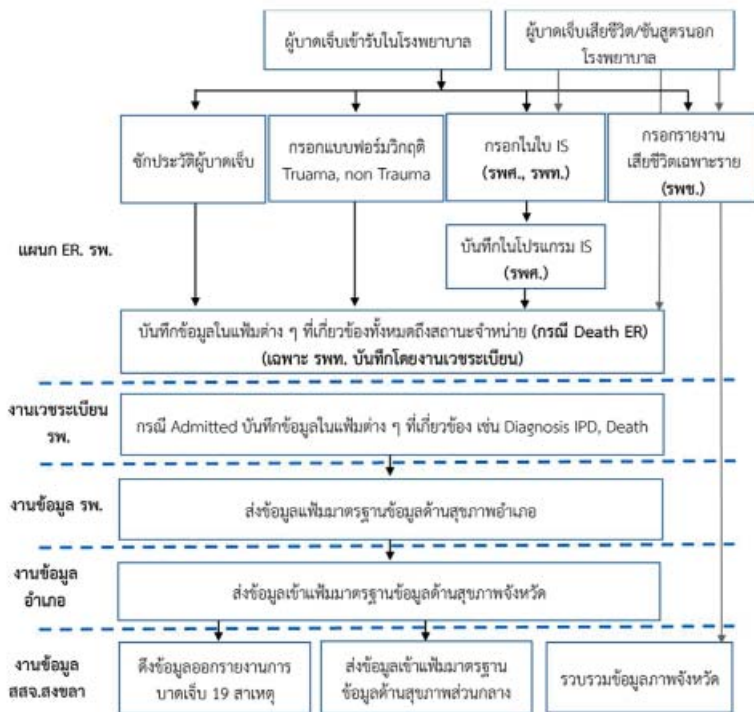 ผู้บาดเจ็บเข้ารับในโรงพยาบาล
ผู้บาดเจ็บเสียชีวิต/ชันสูตรนอก
โรงพยาบาล
ซักประวัติผู้บาดเจ็บ
กรอกแบบฟอร์มวิกฤติ
Truama, non Trauma
กรอกในใบ IS
(รพศ., รพท.)
กรอกรายงาน
เสียชีวิตเฉพาะราย
(รพช.)
แผนก ER. รพ.
บันทึกในโปรแกรม IS
(รพศ.)
บันทึกข้อมูลในแฟ้มต่าง ๆ ที่เกี่ยวข้องทั้งหมดถึงสถานะจำหน่าย (กรณี Death ER)
(เฉพาะ รพท. บันทึกโดยงานเวชระเบียน)
งานเวชระเบียน
รพ.
กรณี Admitted บันทึกข้อมูลในแฟ้มต่าง ๆ ที่เกี่ยวข้อง เช่น Diagnosis IPD, Death
งานข้อมูล รพ.
ส่งข้อมูลแฟ้มมาตรฐานข้อมูลด้านสุขภาพอำเภอ
งานข้อมูล
อำเภอ
ส่งข้อมูลเข้าแฟ้มมาตรฐานข้อมูลด้านสุขภาพจังหวัด
งานข้อมูล
สสจ.สงขลา
ดึงข้อมูลออกรายงานการ
บาดเจ็บ 19 สาเหตุ
ส่งข้อมูลเข้าแฟ้มมาตรฐาน
ข้อมูลด้านสุขภาพส่วนกลาง
รวบรวมข้อมูลภาพจังหวัด